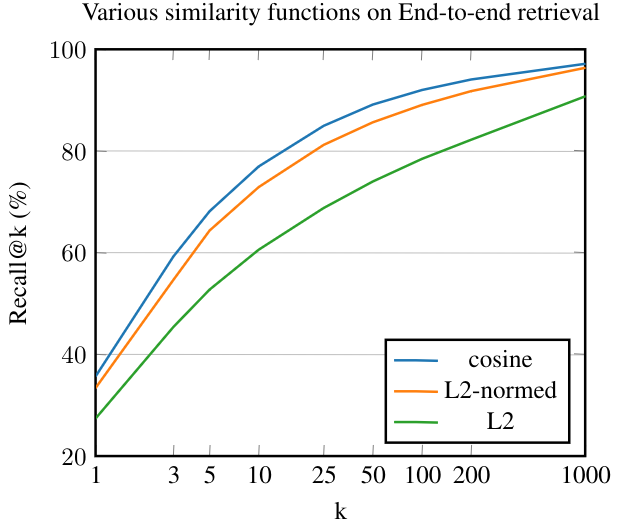 Various similarity functions on End-to-end retrieval
100
80
60
40
20
Recall@k (%)
cosine
L2-normed
L2
1 3 5 10 25 50 100 200 1000
k